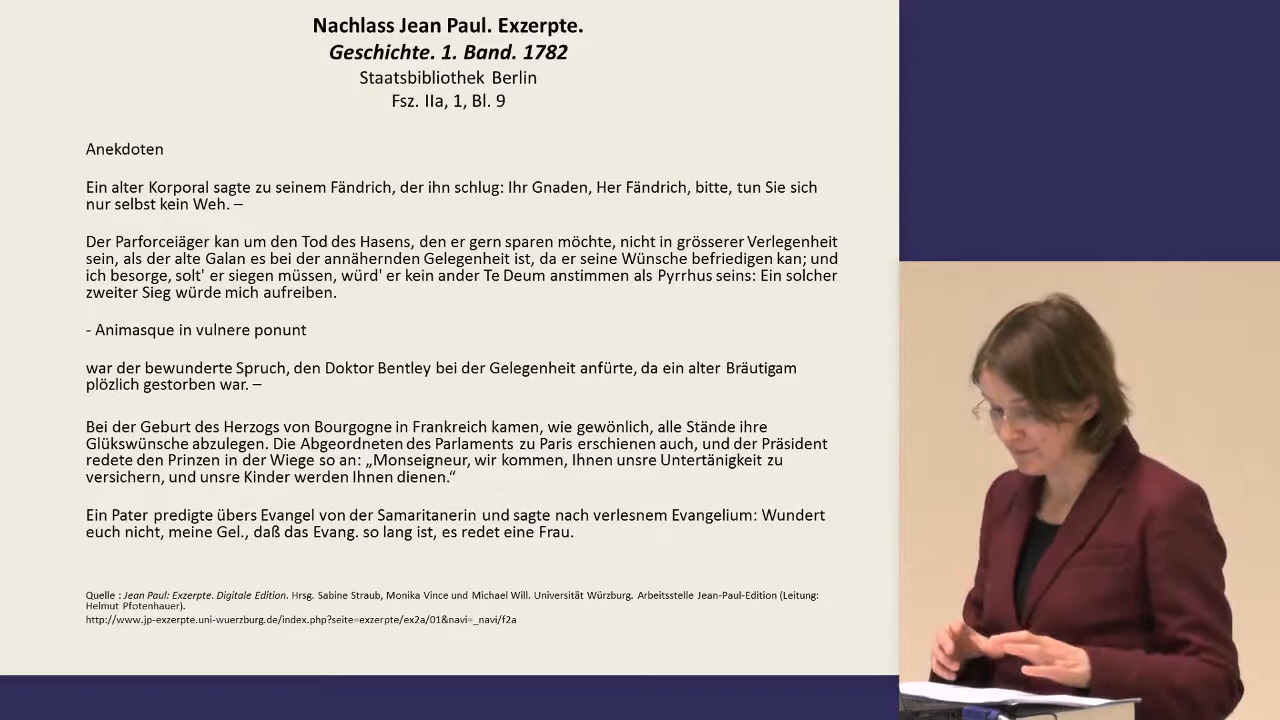 Nachlass Jean Paul. Exzerpte.
Geschichte. 1. Band. 1782
Staatsbibliothek Berlin
Fsz. IIa, 1, Bl. 9
Anekdoten
Ein alter Korporal sagte zu seinem Fändrich, der ihn schlug: Ihr Gnaden, Her Fändrich, bitte, tun Sie sich
nur selbst kein Weh. –
Der Parforceiäger kan um den Tod des Hasens, den er gern sparen möchte, nicht in grösserer Verlegenheit
sein, als der alte Galan es bei der annähernden Gelegenheit ist, da er seine Wünsche befriedigen kan; und
ich besorge, solt' er siegen müssen, würd' er kein ander Te Deum anstimmen als Pyrrhus seins: Ein solcher
zweiter Sieg würde mich aufreiben.
- Animasque in vulnere ponunt
war der bewunderte Spruch, den Doktor Bentley bei der Gelegenheit anfürte, da ein alter Bräutigam
plözlich gestorben war. –
Bei der Geburt des Herzogs von Bourgogne in Frankreich kamen, wie gewönlich, alle Stände ihre
Glükswünsche abzulegen. Die Abgeordneten des Parlaments zu Paris erschienen auch, und der Präsident
redete den Prinzen in der Wiege so an: „Monseigneur, wir kommen, Ihnen unsre Untertänigkeit zu
versichern, und unsre Kinder werden Ihnen dienen.“
Ein Pater predigte übers Evangel von der Samaritanerin und sagte nach verlesnem Evangelium: Wundert
euch nicht, meine Gel., daß das Evang. so lang ist, es redet eine Frau.
Quelle : Jean Paul: Exzerpte. Digitale Edition. Hrsg. Sabine Straub, Monika Vince und Michael Will. Universität Würzburg. Arbeitsstelle Jean-Paul-Edition (Leitung:
Helmut Pfotenhauer).
http://www.jp-exzerpte.uni-wuerzburg.de/index.php?seite=exzerpte/ex2a/01&navi=_navi/f2a